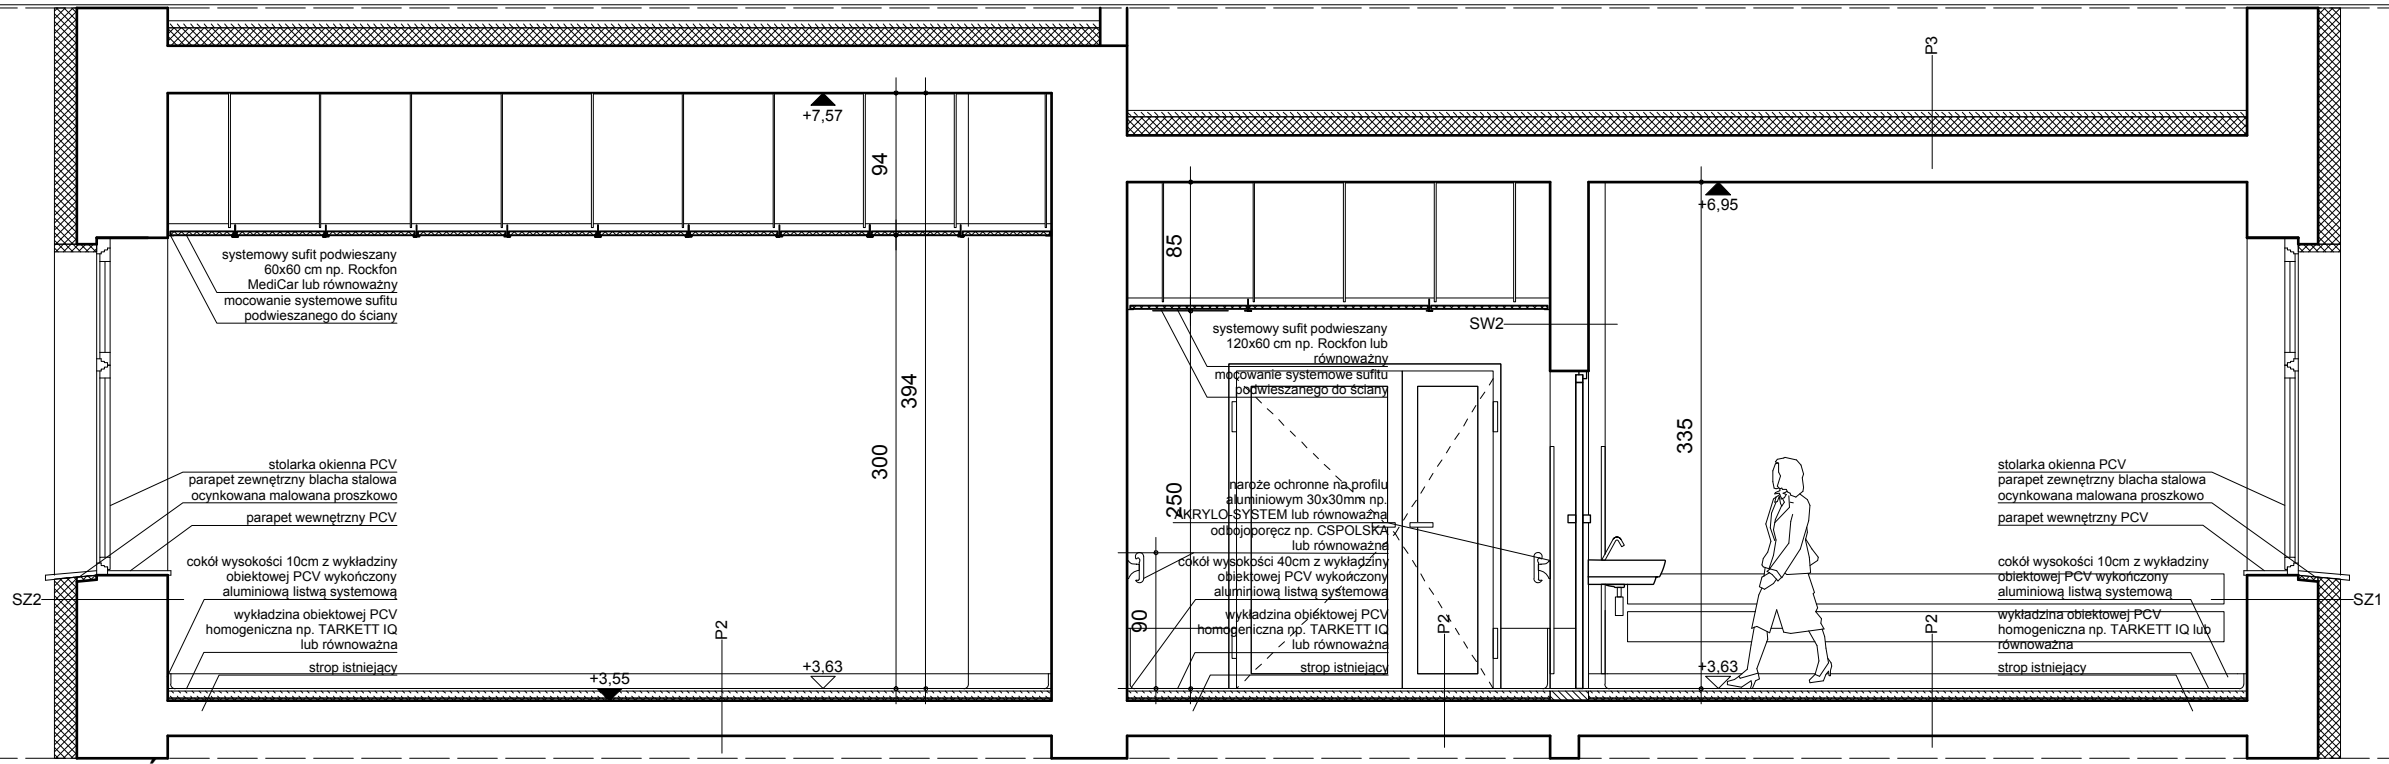 P3
+7,57
94
+6,95
85
systemowy sufit podwieszany
60x60 cm np. Rockfon
MediCar lub równoważny
mocowanie systemowe sufitu
podwieszanego do ściany
systemowy sufit podwieszany
120x60 cm np. Rockfon lub
równoważny
mocowanie systemowe sufitu
podwieszanego do ściany
SW2
394
300
335
250
stolarka okienna PCV
parapet zewnętrzny blacha stalowa
ocynkowana malowana proszkowo
parapet wewnętrzny PCV
cokół wysokości 10cm z wykładziny
obiektowej PCV wykończony
aluminiową listwą systemową
wykładzina obiektowej PCV
homogeniczna np. TARKETT IQ
lub równoważna
strop istniejący
SZ2
+3,55
P2
+3,63
naroże ochronne na profilu
aluminiowym 30x30mm np.
AKRYLO-SYSTEM lub równoważna
odbojoporęcz np. CSPOLSKA
lub równoważna
cokół wysokości 40cm z wykładziny
obiektowej PCV wykończony
aluminiową listwą systemową
wykładzina obiektowej PCV
homogeniczna np. TARKETT IQ
lub równoważna
strop istniejący
90
P2
+3,63
P2
stolarka okienna PCV
parapet zewnętrzny blacha stalowa
ocynkowana malowana proszkowo
parapet wewnętrzny PCV
cokół wysokości 10cm z wykładziny
obiektowej PCV wykończony
aluminiową listwą systemową
wykładzina obiektowej PCV
homogeniczna np. TARKETT IQ lub
równoważna
strop istniejący
SZ1